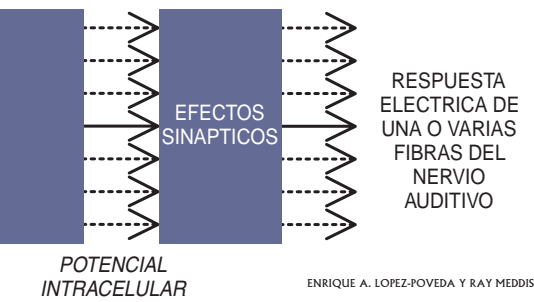 EFECTOS
SINAPTICOS
RESPUESTA
ELECTRICA DE
UNA O VARIAS
FIBRAS DEL
NERVIO
AUDITIVO
POTENCIAL
INTRACELULAR
ENRIQUE A. LOPEZ-POVEDA Y RAY MEDDIS